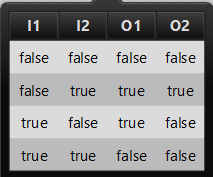 I1 I2 O1 O2
false false false false
false true true true
true false true false
true true false false